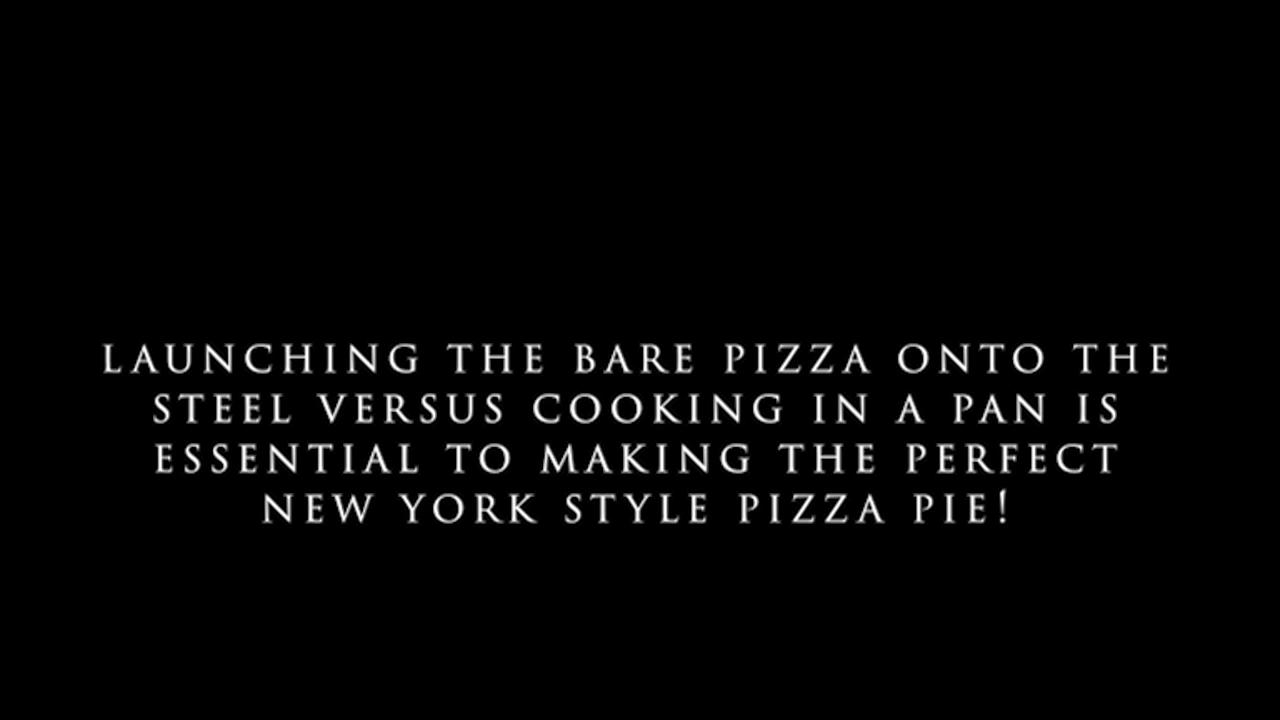 LAUNCHING THE BARE PIZZA ONTO THE
STEEL VERSUS COOKING IN A PAN IS
ESSENTIAL TO MAKING THE PERFECT
NEW YORK STYLE PIZZA PIE!